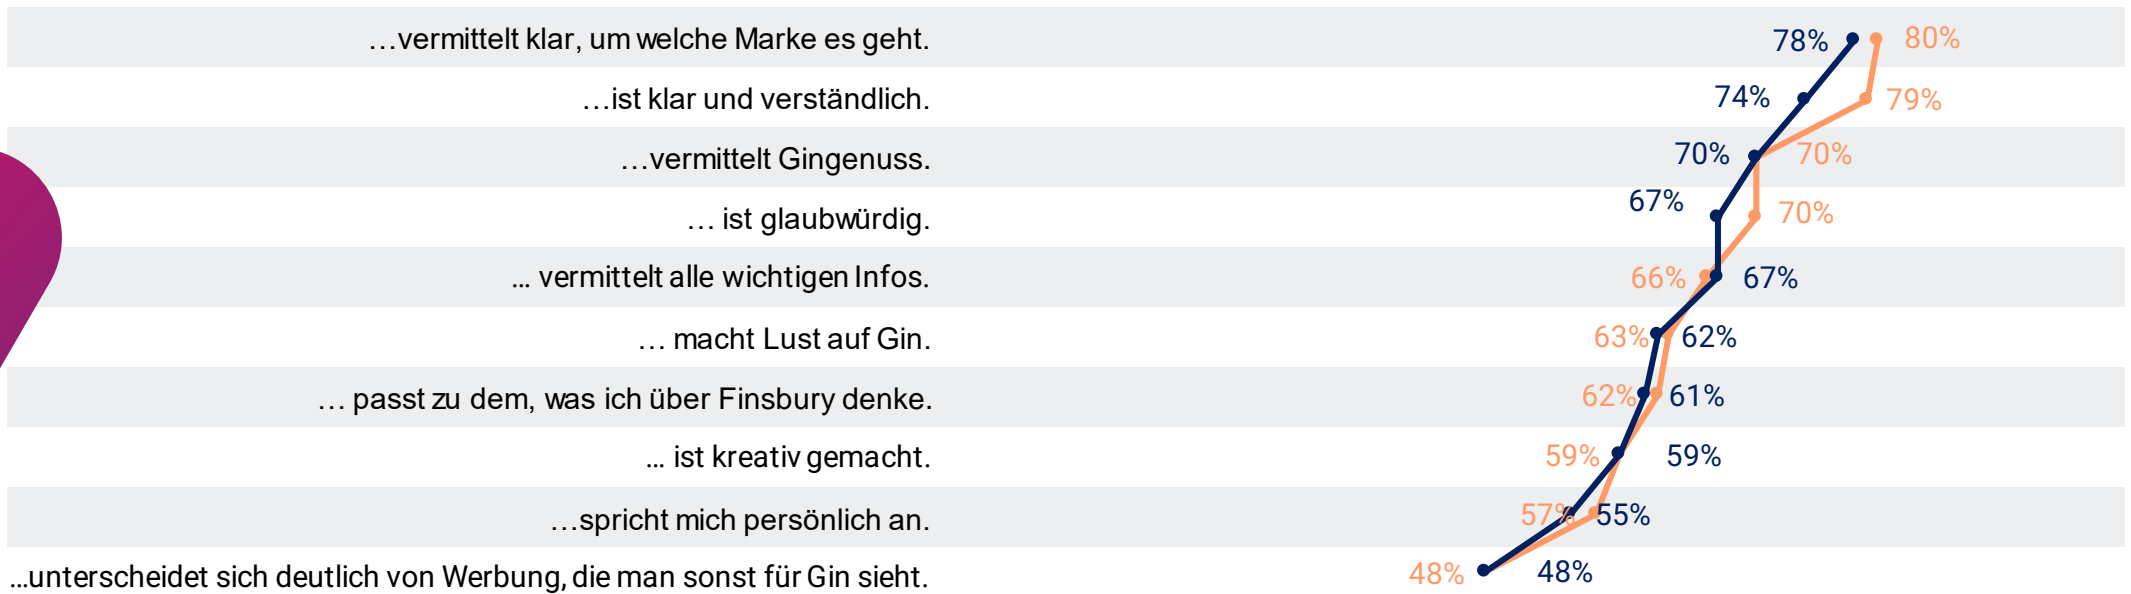 …vermittelt klar, um welche Marke es geht. 78% 80%
…ist klar und verständlich. 74% 79%
…vermittelt Gingenuss. 70% 70%
… ist glaubwürdig. 67% 70%
... vermittelt alle wichtigen Infos. 66% 67%
… macht Lust auf Gin. 63% 62%
… passt zu dem, was ich über Finsbury denke. 62% 61%
... ist kreativ gemacht. 59% 59%
…spricht mich persönlich an. 57% 55%
...unterscheidet sich deutlich von Werbung, die man sonst für Gin sieht. 48% 48%